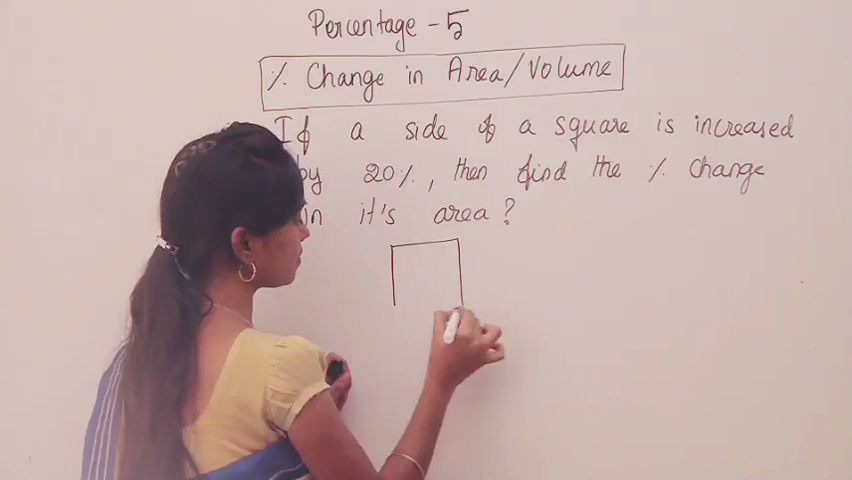 Percentage - 5
% Change in Area/Volume
If a side of a square is increased
by 20%, then find the % change
in it's area?